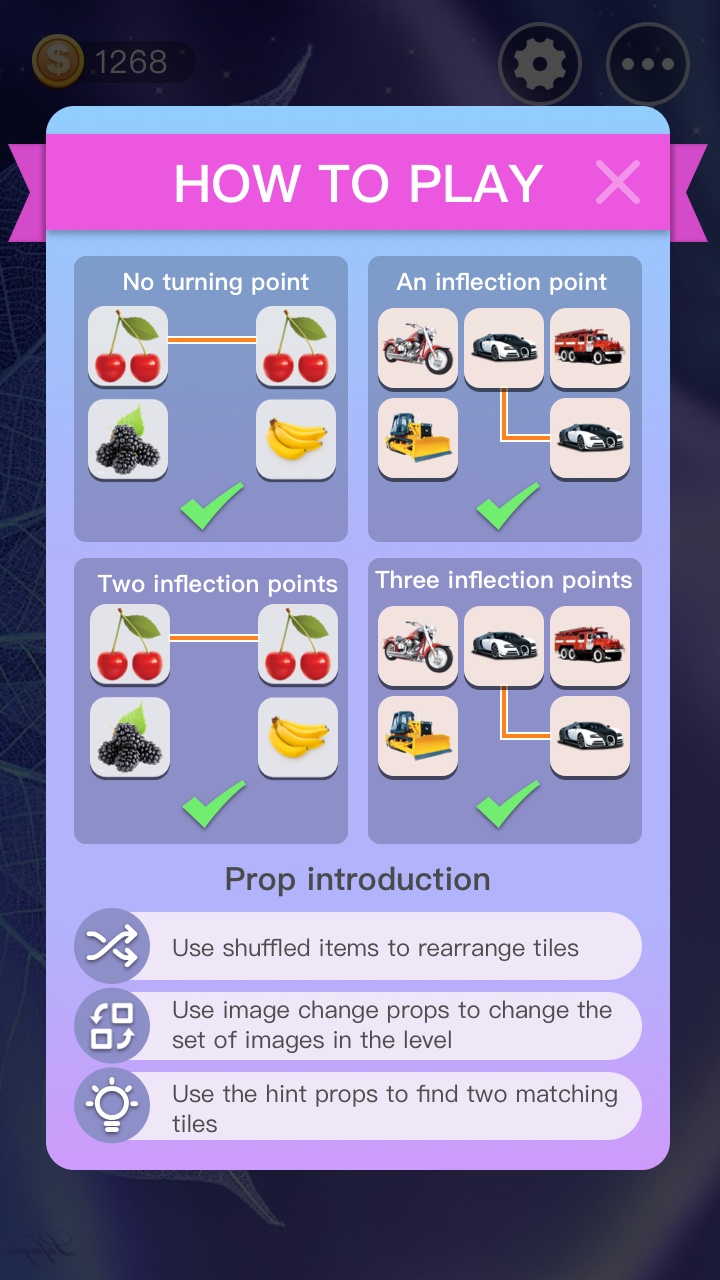 1268
HOW TO PLAY
No turning point
An inflection point
Two inflection points
Three inflection points
Prop introduction
Use shuffled items to rearrange tiles
Use image change props to change the
set of images in the level
Use the hint props to find two matching
tiles